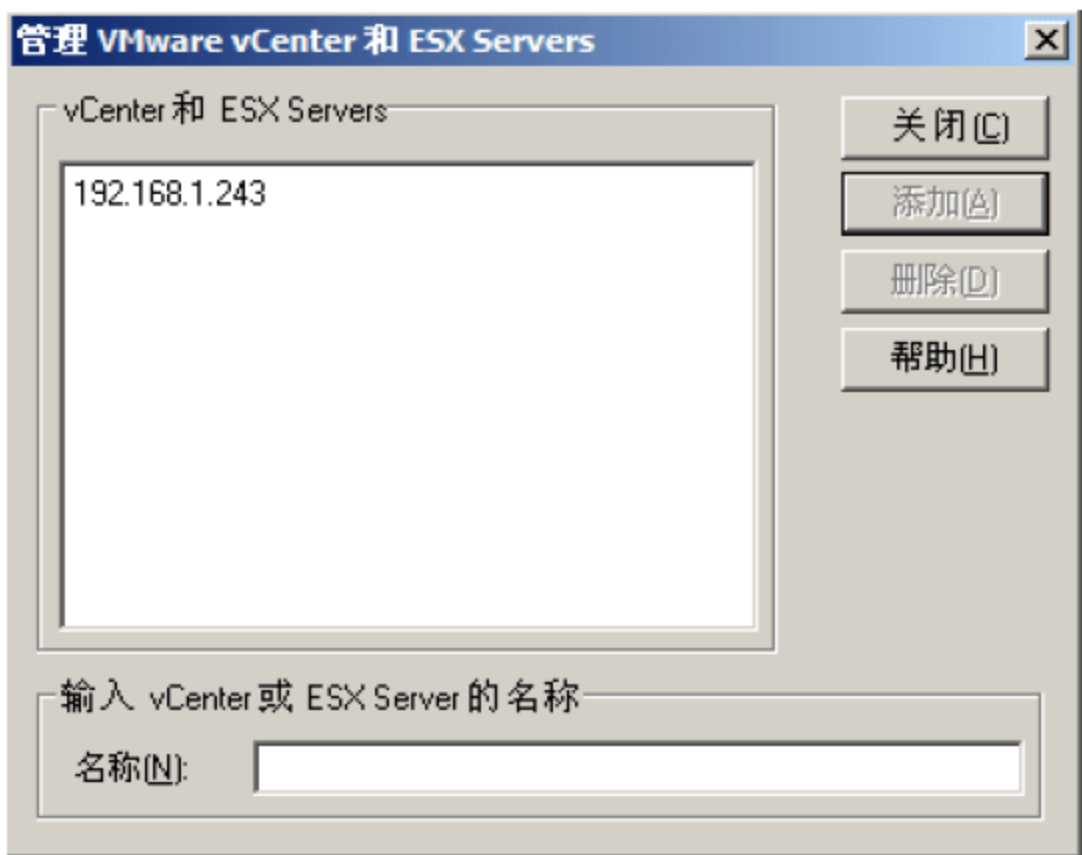 管理 VMware vCenter 和 ESX Servers
vCenter 和 ESX Servers
192.168.1.243
关闭(C)
添加(A)
删除(D)
帮助(H)
输入 vCenter 或 ESX Server 的名称
名称(N):